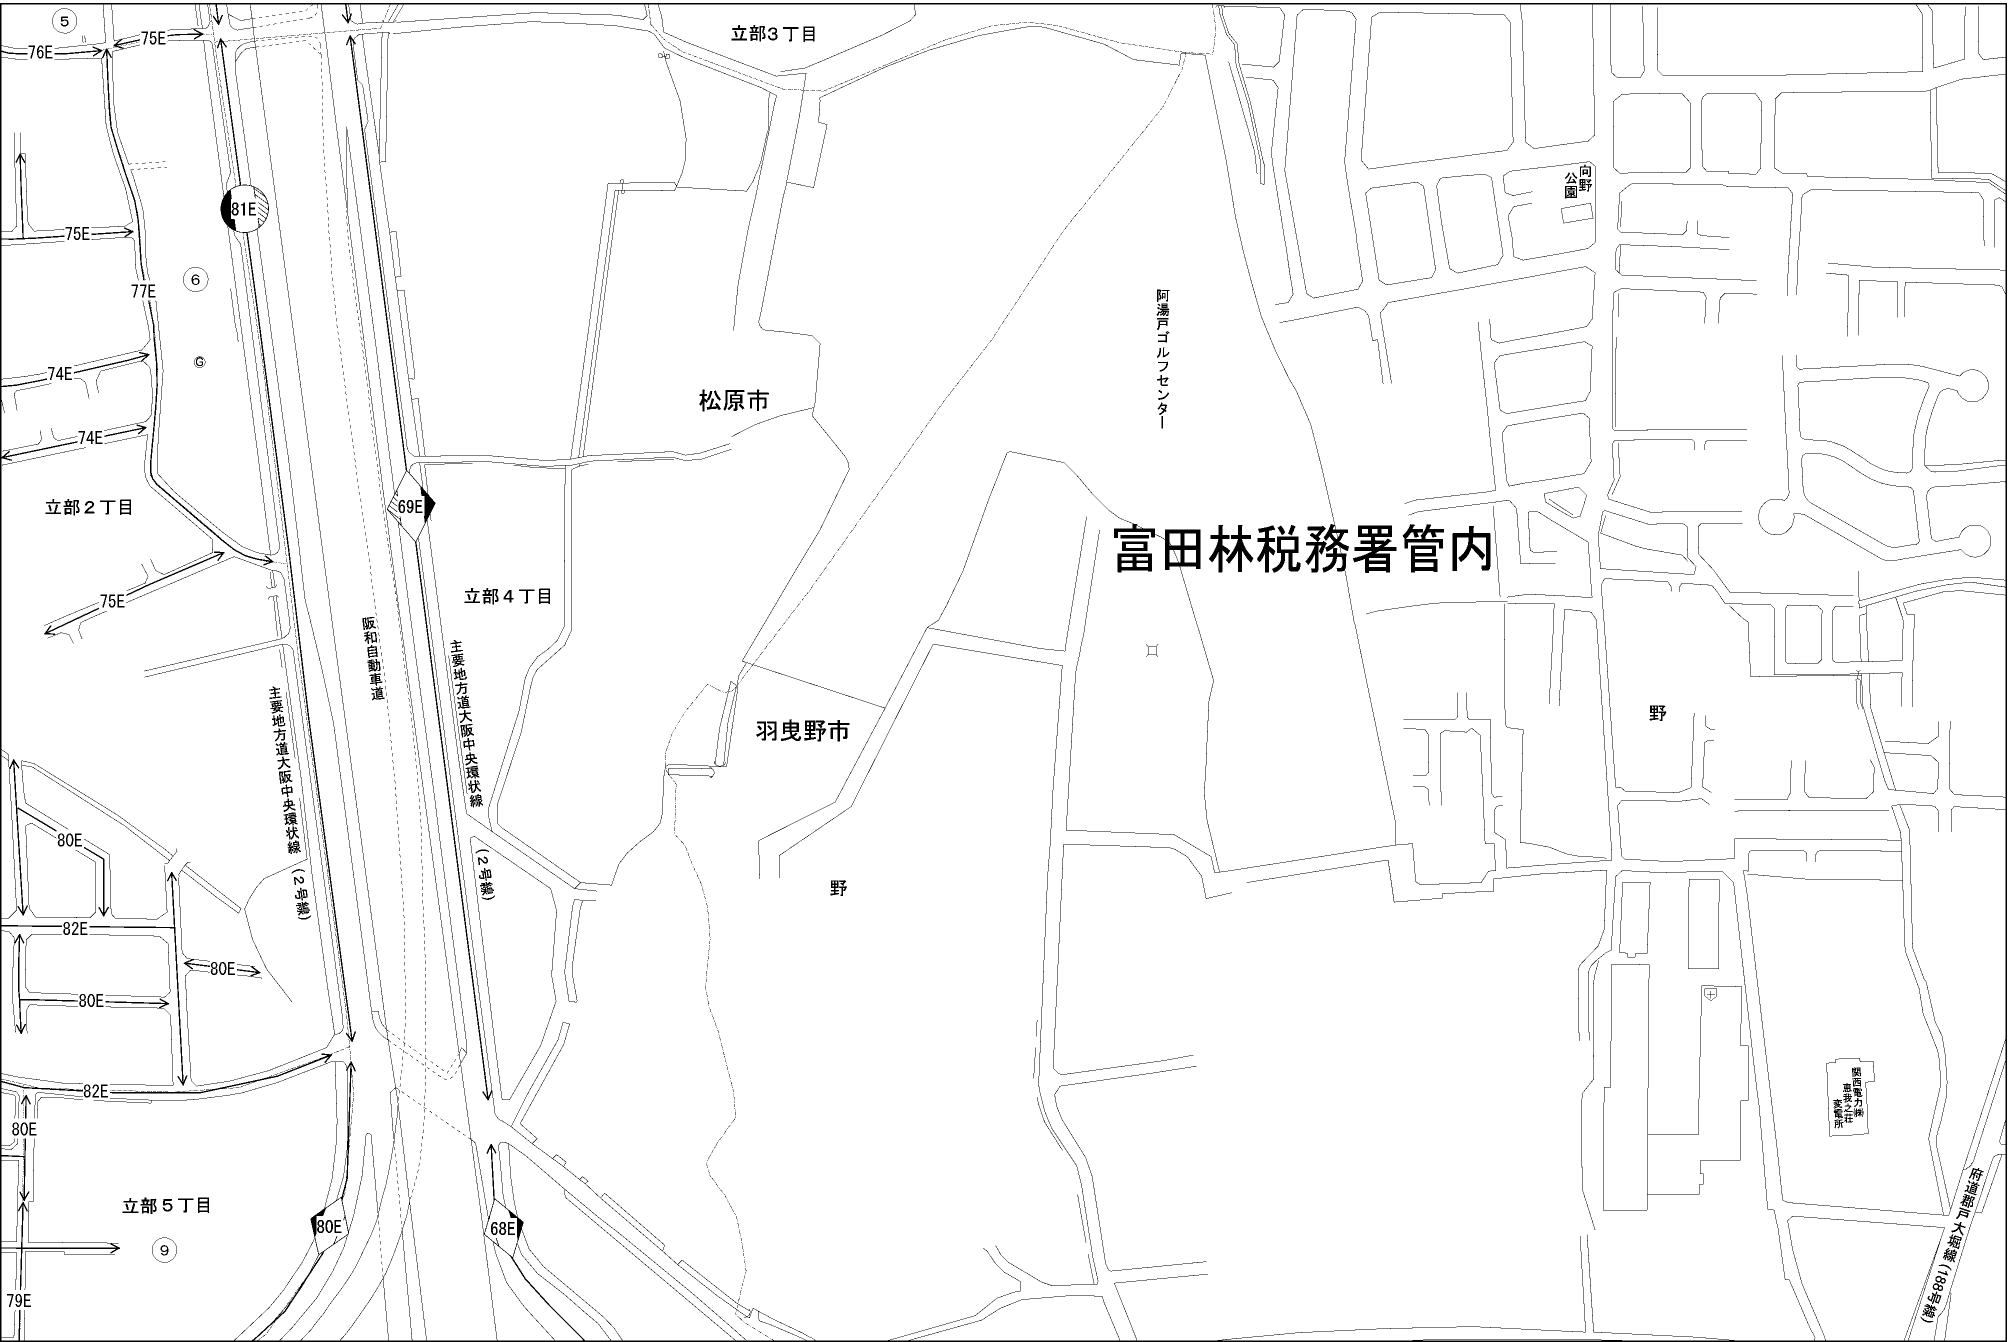 5
76E
75E
立部3丁目
向野
公園
81E
75E
6
77E
阿湯戸ゴルフセンター
G
74E
松原市
74E
立部2丁目
69E
富田林税務署管内
75E
立部4丁目
阪和自動車道
主要地方道大阪中央環状線
(2号線)
主要地方道大阪中央環状線
(2号線)
羽曳野市
野
80E
野
82E
80E
80E
関西電力㈱
恵我之荘
変電所
82E
80E
立部5丁目
9
80E
68E
府道郡戸大堀線(188号線)
79E